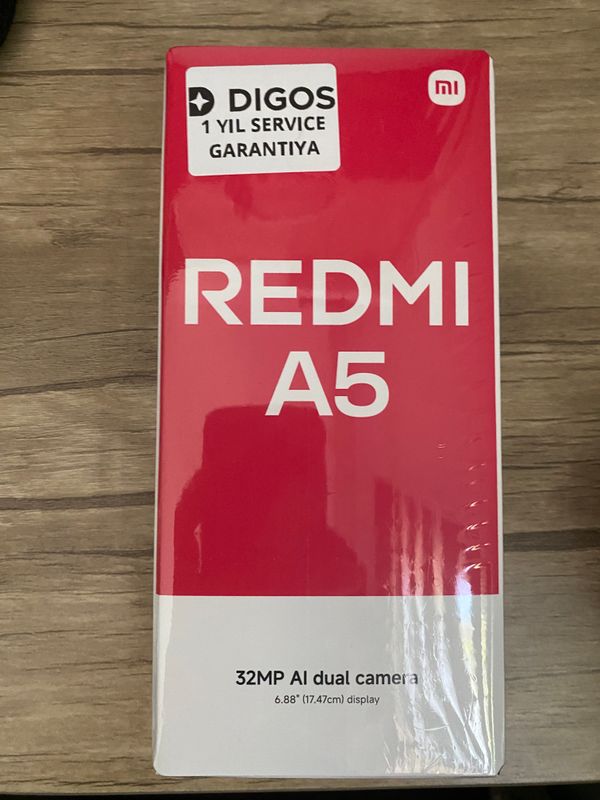 DIGOS
1 YIL SERVICE
GARANTIYA
mi
REDMI
A5
32MP AI dual camera
6.88" (17.47cm) display